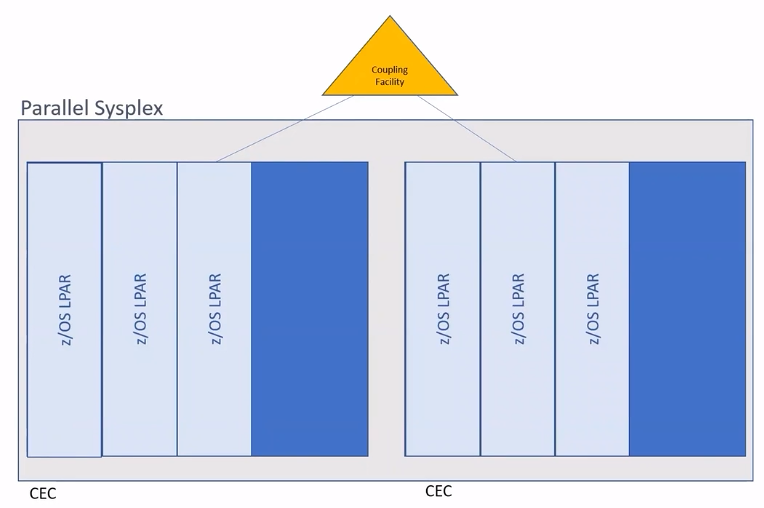 Coupling
Facility
Parallel Sysplex
z/OS LPAR
z/OS LPAR
z/OS LPAR
z/OS LPAR
z/OS LPAR
z/OS LPAR
CEC
CEC